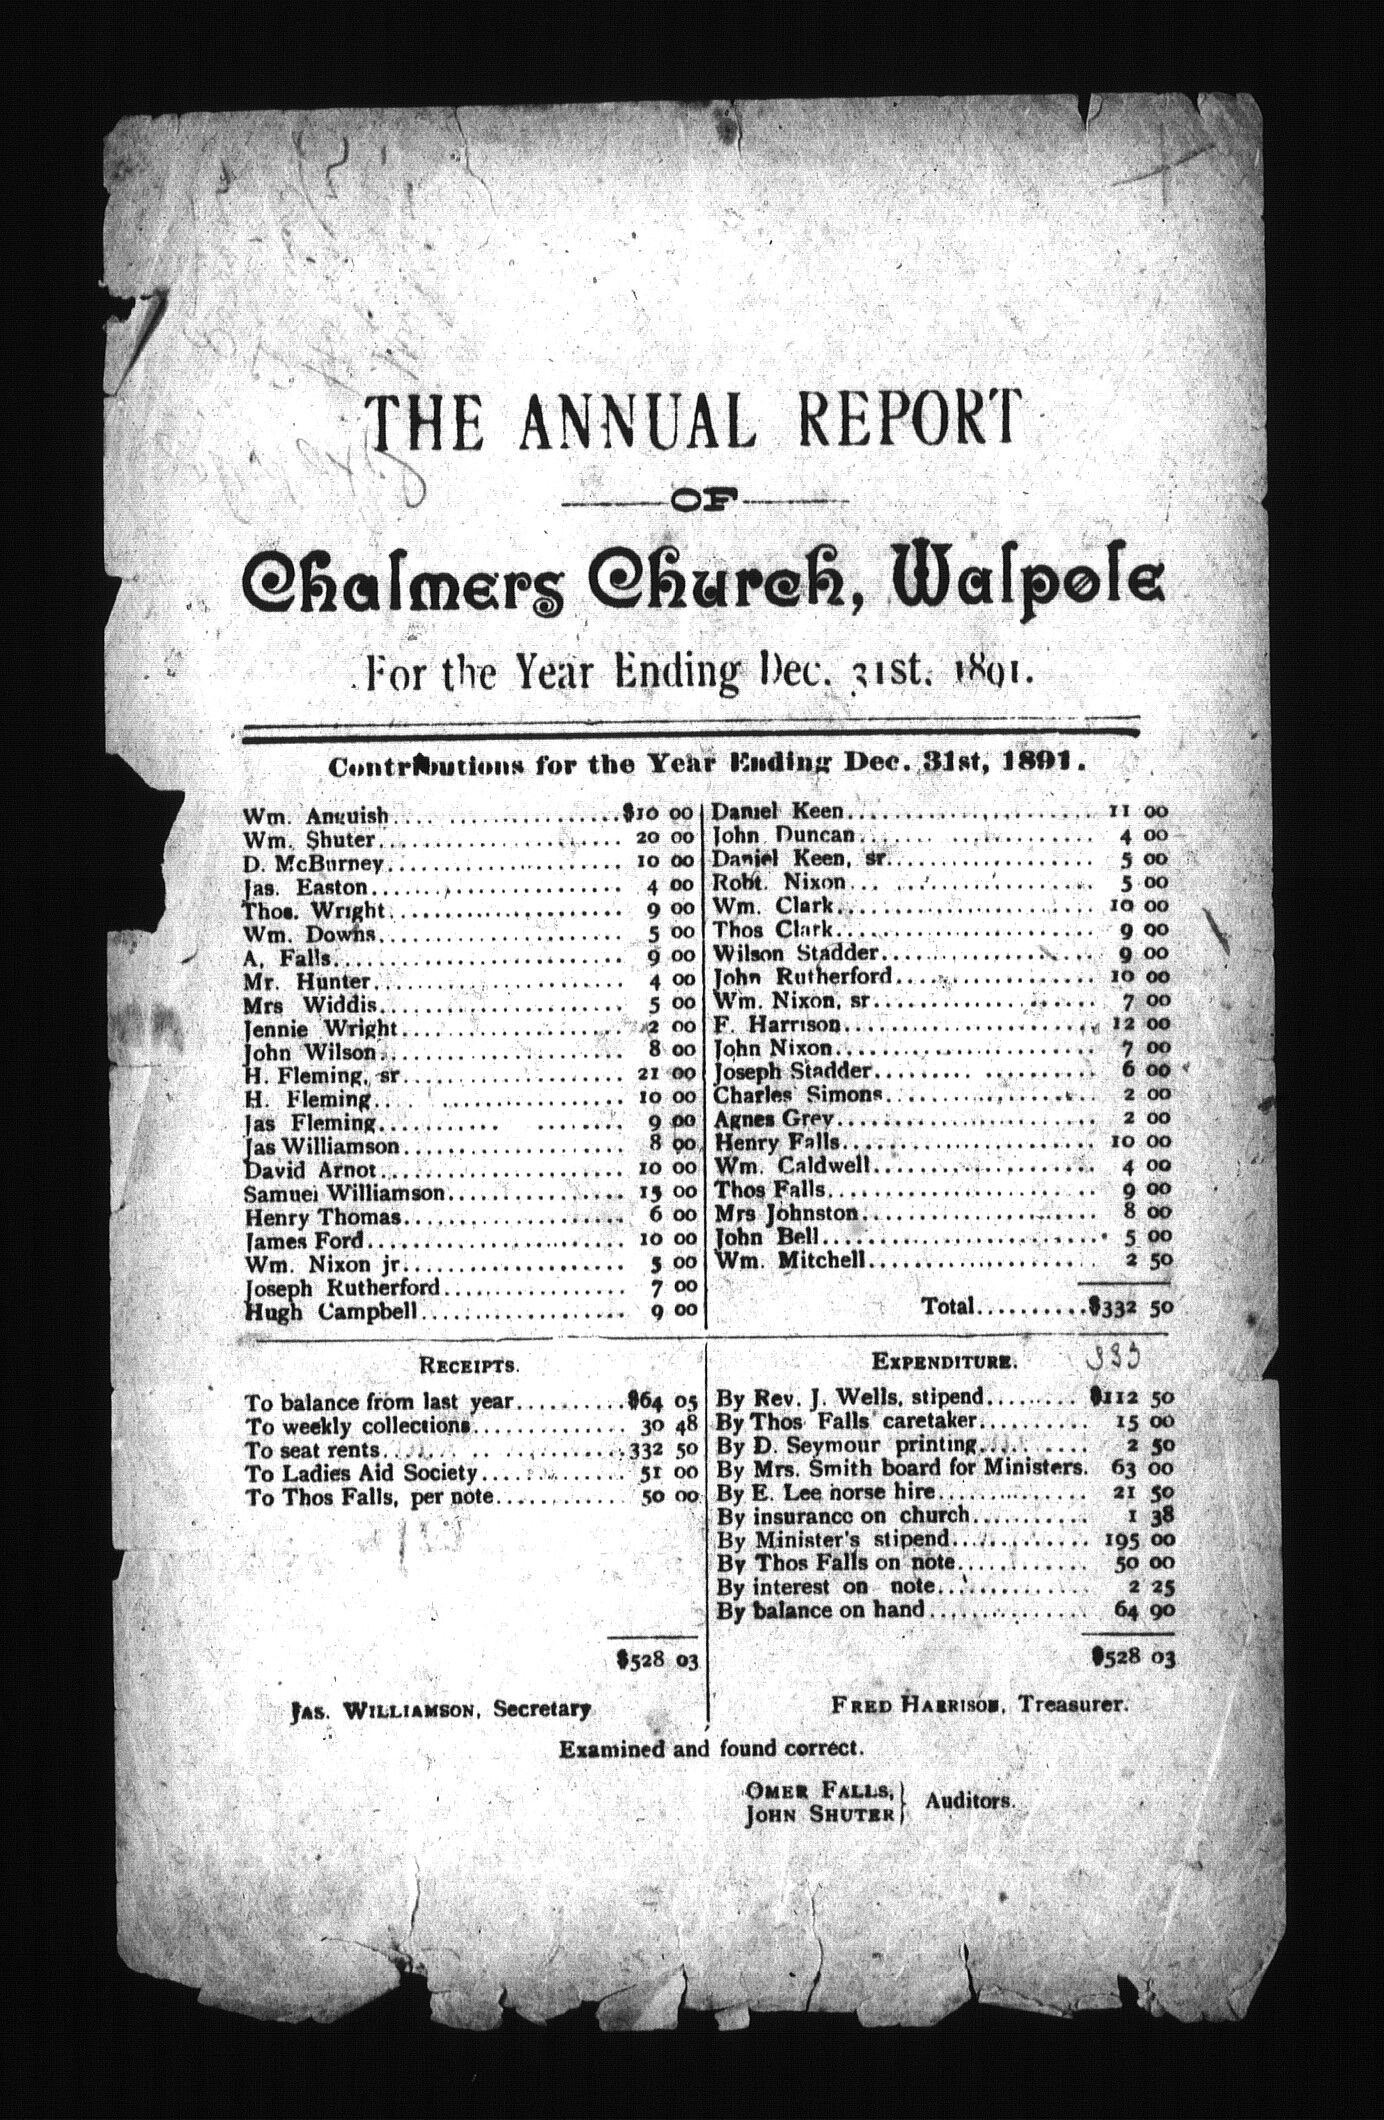 THE ANNUAL REPORT
OF
Chalmers Church, Walpole
For the Year Ending Dec. 31st. 1891.
Contributions for the Year Ending Dec. 31st, 1891.
Wm. Anguish.................... $10 00
Wm. Shuter...................... 20 00
D. McBurney..................... 10 00
Jas. Easton...................... 4 00
Thos. Wright..................... 9 00
Wm. Downs....................... 5 00
A. Falls......................... 9 00
Mr. Hunter...................... 4 00
Mrs Widdis...................... 5 00
Jennie Wright.................... 2 00
John Wilson..................... 8 00
H. Fleming, sr................... 21 00
H. Fleming.... ................ 10 00
Jas Fleming........... ........ 9 00
Jas Williamson................... 8 00
David Arnot..................... 10 00
Samuel Williamson............... 15 00
Henry Thomas................... 6 00
James Ford...................... 10 00
Wm. Nixon jr.................... 5 00
Joseph Rutherford................ 7 00
Hugh Campbell.................. 9 00
Daniel Keen...................... 11 00
John Duncan..................... 4 00
Daniel Keen, sr.................. 5 00
Robt. Nixon..................... 5 00
Wm. Clark...................... 10 00
Thos Clark...................... 9 00
Wilson Stadder................... 9 00
John Rutherford.................. 10 00
Wm. Nixon, sr................... 7 00
F. Harrison...................... 12 00
John Nixon...................... 7 00
Joseph Stadder......... ......... 6 00
Charles Simons.................. 2 00
Agnes Grey...................... 2 00
Henry Falls...................... 10 00
Wm. Caldwell................... 4 00
Thos Falls....................... 9 00
Mrs Johnston.................... 8 00
John Bell........................ 5 00
Wm. Mitchell.................... 2 50
Total..........$332 50
333
RECEIPTS.
To balance from last year.......... $64 05
To weekly collections.............. 30 48
To seat rents..................... 332 50
To Ladies Aid Society............. 51 00
To Thos Falls, per note............ 50 00
$528 03
EXPENDITURE.
By Rev. J. Wells, stipend......... $112 50
By Thos Falls caretaker.......... 15 00
By D. Seymour printing.......... 2 50
By Mrs. Smith board for Ministers. 63 00
By E. Lee horse hire............. 21 50
By insurance on church.......... 1 38
By Minister's stipend............ 195 00
By Thos Falls on note............ 50 00
By interest on note.............. 2 25
By balance on hand.............. 64 90
$528 03
JAS. WILLIAMSON, Secretary
FRED HARRISON, Treasurer.
Examined and found correct.
OMER FALLS,
JOHN SHUTER } Auditors.